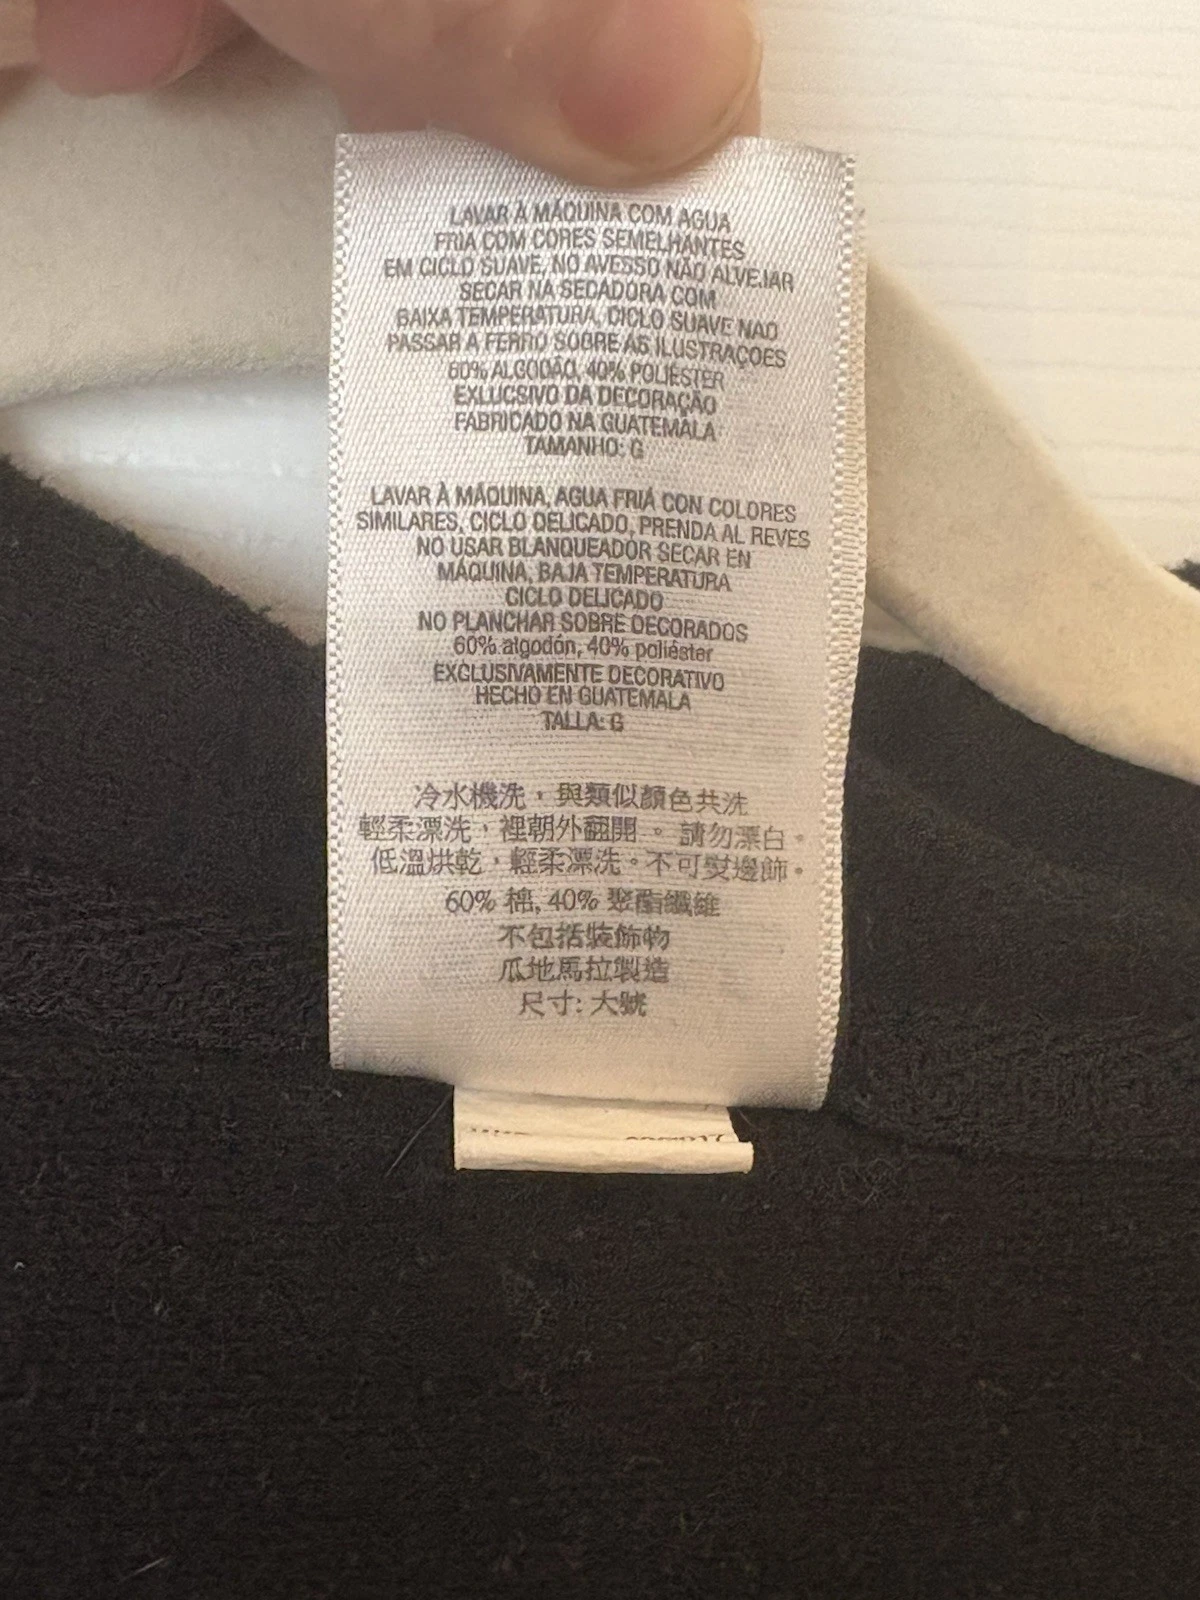 LAVAR À MÁQUINA COM AGUA
FRIA COM CORES SEMELHANTES
EM CICLO SUAVE, NO AVESSO NÃO ALVEJAR
SECAR NA SECADORA COM
BAIXA TEMPERATURA, CICLO SUAVE NAO
PASSAR A FERRO SOBRE AS ILUSTRAÇOES
60% ALGODÃO, 40% POLIÉSTER
EXLUCSIVO DA DECORAÇÃO
FABRICADO NA GUATEMALA
TAMANHO: G
LAVAR À MÁQUINA, AGUA FRIÁ CON COLORES
SIMILARES, CICLO DELICADO, PRENDA AL REVES
NO USAR BLANQUEADOR SECAR EN
MÁQUINA, BAJA TEMPERATURA
CICLO DELICADO
NO PLANCHAR SOBRE DECORADOS
60% algodón, 40% poliéster
EXCLUSIVAMENTE DECORATIVO
HECHO EN GUATEMALA
TALLA: G
冷水機洗，與類似顏色共洗
輕柔漂洗，裡朝外翻開。請勿漂白。
低溫烘乾，輕柔漂洗。不可熨邊飾。
60% 棉, 40% 聚酯纖維
不包括裝飾物
瓜地馬拉製造
尺寸: 大號